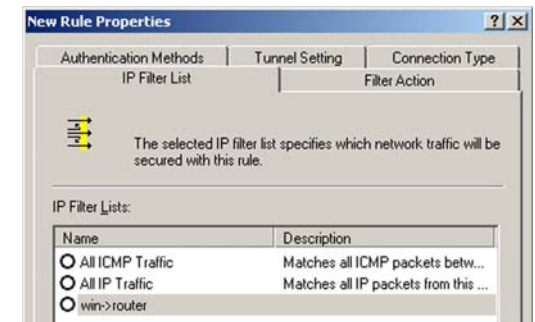 New Rule Properties
Authentication Methods Tunnel Setting Connection Type
IP Filter List Filter Action
The selected IP filter list specifies which network traffic will be
secured with this rule.
IP Filter Lists:
Name Description
All ICMP Traffic Matches all ICMP packets betw...
All IP Traffic Matches all IP packets from this ...
win->router